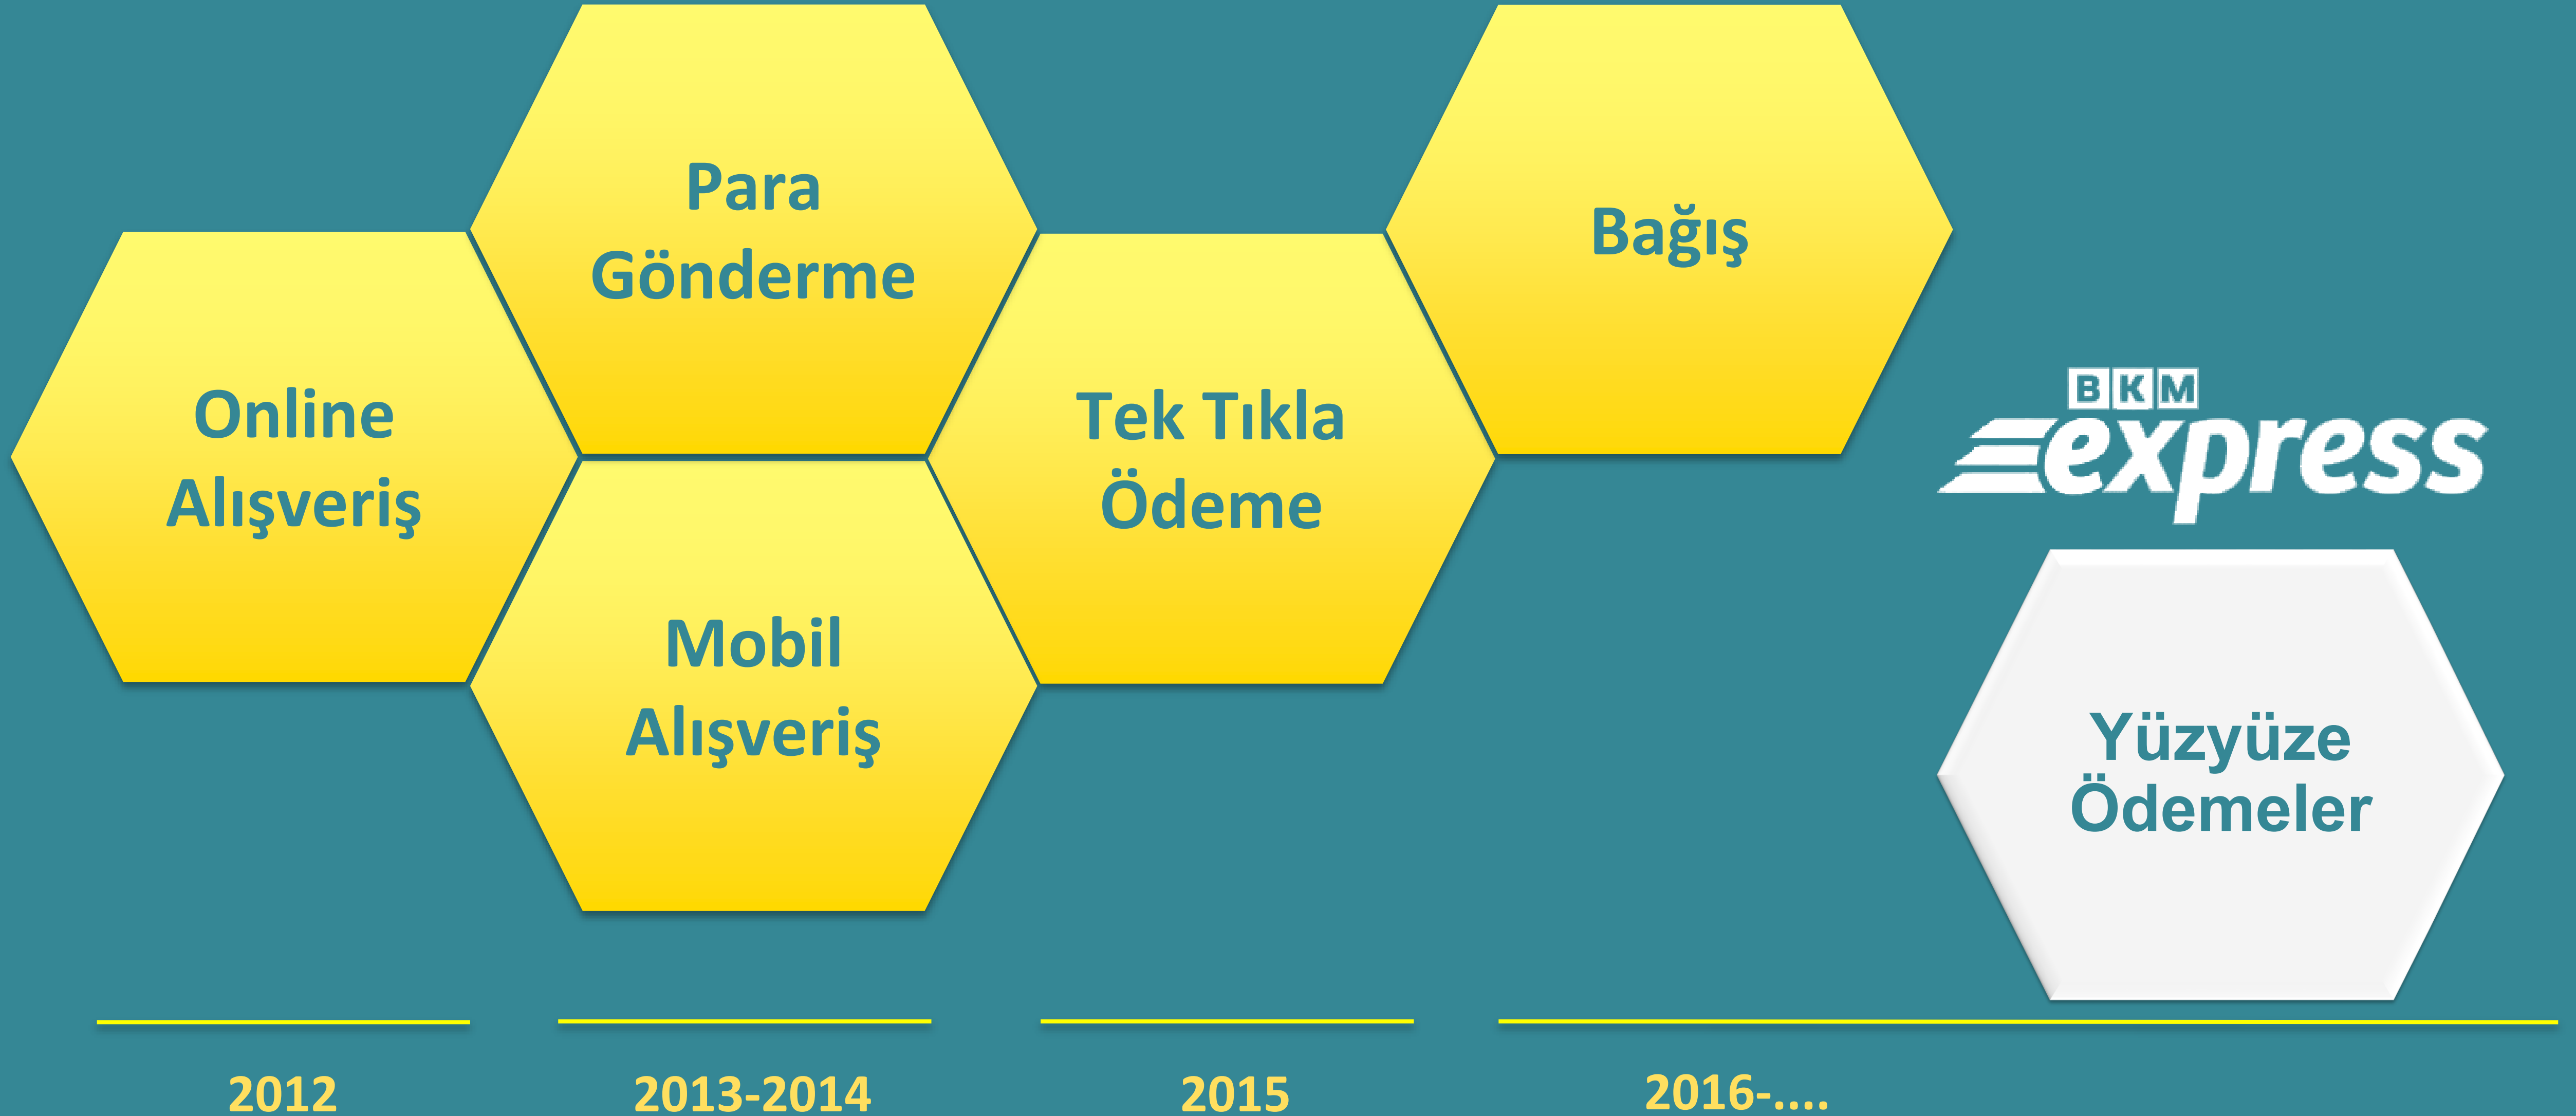 Online
Alışveriş
Para
Gönderme
Mobil
Alışveriş
Tek Tıkla
Ödeme
Bağış
BKM
express
Yüzyüze
Ödemeler
2012
2013-2014
2015
2016-....